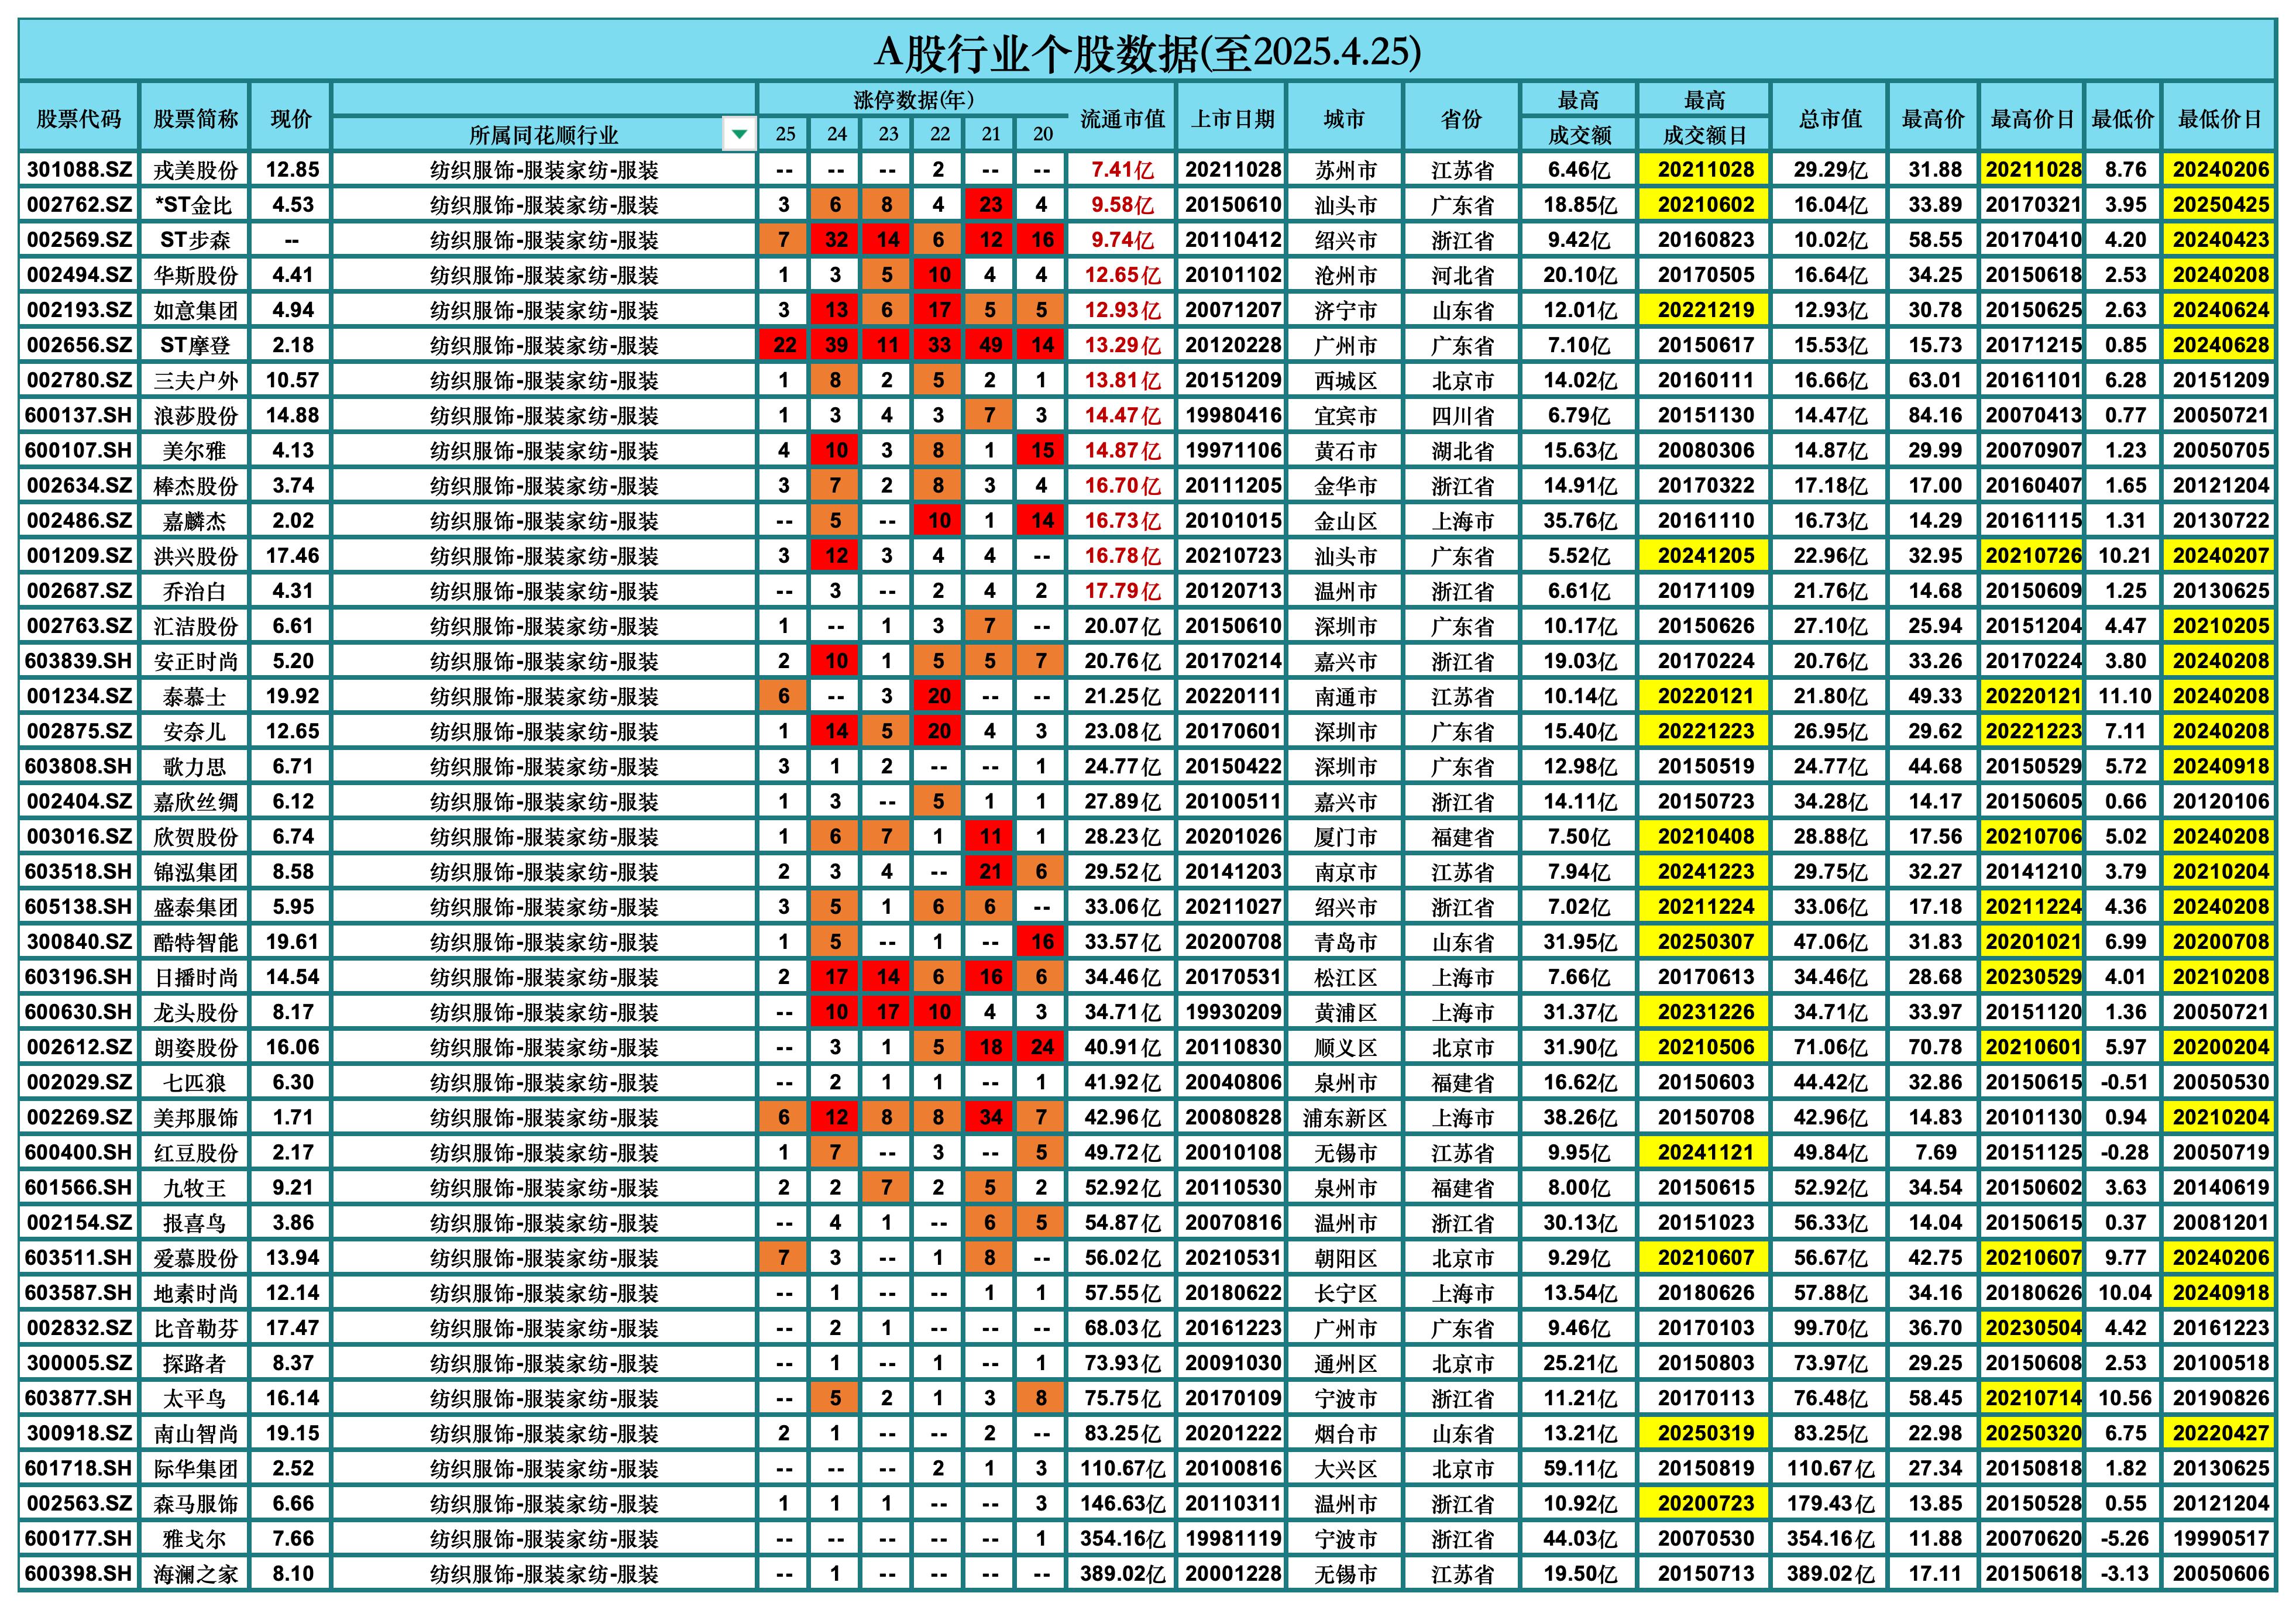 A股行业个股数据(至2025.4.25)
股票代码 股票简称 现价 所属同花顺行业 涨停数据(年) 25 24 23 22 21 20 流通市值 上市日期 城市 省份 最高 成交额 最高 成交额日 总市值 最高价 最高价日 最低价 最低价日
301088.SZ 戎美股份 12.85 纺织服饰-服装家纺-服装 -- -- -- 2 -- -- 7.41亿 20211028 苏州市 江苏省 6.46亿 20211028 29.29亿 31.88 20211028 8.76 20240206
002762.SZ *ST金比 4.53 纺织服饰-服装家纺-服装 3 6 8 4 23 4 9.58亿 20150610 汕头市 广东省 18.85亿 20210602 16.04亿 33.89 20170321 3.95 20250425
002569.SZ ST步森 -- 纺织服饰-服装家纺-服装 7 32 14 6 12 16 9.74亿 20110412 绍兴市 浙江省 9.42亿 20160823 10.02亿 58.55 20170410 4.20 20240423
002494.SZ 华斯股份 4.41 纺织服饰-服装家纺-服装 1 3 5 10 4 4 12.65亿 20101102 沧州市 河北省 20.10亿 20170505 16.64亿 34.25 20150618 2.53 20240208
002193.SZ 如意集团 4.94 纺织服饰-服装家纺-服装 3 13 6 17 5 5 12.93亿 20071207 济宁市 山东省 12.01亿 20221219 12.93亿 30.78 20150625 2.63 20240624
002656.SZ ST摩登 2.18 纺织服饰-服装家纺-服装 22 39 11 33 49 14 13.29亿 20120228 广州市 广东省 7.10亿 20150617 15.53亿 15.73 20171215 0.85 20240628
002780.SZ 三夫户外 10.57 纺织服饰-服装家纺-服装 1 8 2 5 2 1 13.81亿 20151209 西城区 北京市 14.02亿 20160111 16.66亿 63.01 20161101 6.28 20151209
600137.SH 浪莎股份 14.88 纺织服饰-服装家纺-服装 1 3 4 3 7 3 14.47亿 19980416 宜宾市 四川省 6.79亿 20151130 14.47亿 84.16 20070413 0.77 20050721
600107.SH 美尔雅 4.13 纺织服饰-服装家纺-服装 4 10 3 8 1 15 14.87亿 19971106 黄石市 湖北省 15.63亿 20080306 14.87亿 29.99 20070907 1.23 20050705
002634.SZ 棒杰股份 3.74 纺织服饰-服装家纺-服装 3 7 2 8 3 4 16.70亿 20111205 金华市 浙江省 14.91亿 20170322 17.18亿 17.00 20160407 1.65 20121204
002486.SZ 嘉麟杰 2.02 纺织服饰-服装家纺-服装 -- 5 -- 10 1 14 16.73亿 20101015 金山区 上海市 35.76亿 20161110 16.73亿 14.29 20161115 1.31 20130722
001209.SZ 洪兴股份 17.46 纺织服饰-服装家纺-服装 3 12 3 4 4 -- 16.78亿 20210723 汕头市 广东省 5.52亿 20241205 22.96亿 32.95 20210726 10.21 20240207
002687.SZ 乔治白 4.31 纺织服饰-服装家纺-服装 -- 3 -- 2 4 2 17.79亿 20120713 温州市 浙江省 6.61亿 20171109 21.76亿 14.68 20150609 1.25 20130625
002763.SZ 汇洁股份 6.61 纺织服饰-服装家纺-服装 1 -- 1 3 7 -- 20.07亿 20150610 深圳市 广东省 10.17亿 20150626 27.10亿 25.94 20151204 4.47 20210205
603839.SH 安正时尚 5.20 纺织服饰-服装家纺-服装 2 10 1 5 5 7 20.76亿 20170214 嘉兴市 浙江省 19.03亿 20170224 20.76亿 33.26 20170224 3.80 20240208
001234.SZ 泰慕士 19.92 纺织服饰-服装家纺-服装 6 -- 3 20 -- -- 21.25亿 20220111 南通市 江苏省 10.14亿 20220121 21.80亿 49.33 20220121 11.10 20240208
002875.SZ 安奈儿 12.65 纺织服饰-服装家纺-服装 1 14 5 20 4 3 23.08亿 20170601 深圳市 广东省 15.40亿 20221223 26.95亿 29.62 20221223 7.11 20240208
603808.SH 歌力思 6.71 纺织服饰-服装家纺-服装 3 1 2 -- -- 1 24.77亿 20150422 深圳市 广东省 12.98亿 20150519 24.77亿 44.68 20150529 5.72 20240918
002404.SZ 嘉欣丝绸 6.12 纺织服饰-服装家纺-服装 1 3 -- 5 1 1 27.89亿 20100511 嘉兴市 浙江省 14.11亿 20150723 34.28亿 14.17 20150605 0.66 20120106
003016.SZ 欣贺股份 6.74 纺织服饰-服装家纺-服装 1 6 7 1 11 1 28.23亿 20201026 厦门市 福建省 7.50亿 20210408 28.88亿 17.56 20210706 5.02 20240208
603518.SH 锦泓集团 8.58 纺织服饰-服装家纺-服装 2 3 4 -- 21 6 29.52亿 20141203 南京市 江苏省 7.94亿 20241223 29.75亿 32.27 20141210 3.79 20210204
605138.SH 盛泰集团 5.95 纺织服饰-服装家纺-服装 3 5 1 6 6 -- 33.06亿 20211027 绍兴市 浙江省 7.02亿 20211224 33.06亿 17.18 20211224 4.36 20240208
300840.SZ 酷特智能 19.61 纺织服饰-服装家纺-服装 1 5 -- 1 -- 16 33.57亿 20200708 青岛市 山东省 31.95亿 20250307 47.06亿 31.83 20201021 6.99 20200708
603196.SH 日播时尚 14.54 纺织服饰-服装家纺-服装 2 17 14 6 16 6 34.46亿 20170531 松江区 上海市 7.66亿 20170613 34.46亿 28.68 20230529 4.01 20210208
600630.SH 龙头股份 8.17 纺织服饰-服装家纺-服装 -- 10 17 10 4 3 34.71亿 19930209 黄浦区 上海市 31.37亿 20231226 34.71亿 33.97 20151120 1.36 20050721
002612.SZ 朗姿股份 16.06 纺织服饰-服装家纺-服装 -- 3 1 5 18 24 40.91亿 20110830 顺义区 北京市 31.90亿 20210506 71.06亿 70.78 20210601 5.97 20200204
002029.SZ 七匹狼 6.30 纺织服饰-服装家纺-服装 -- 2 1 1 -- 1 41.92亿 20040806 泉州市 福建省 16.62亿 20150603 44.42亿 32.86 20150615 -0.51 20050530
002269.SZ 美邦服饰 1.71 纺织服饰-服装家纺-服装 6 12 8 8 34 7 42.96亿 20080828 浦东新区 上海市 38.26亿 20150708 42.96亿 14.83 20101130 0.94 20210204
600400.SH 红豆股份 2.17 纺织服饰-服装家纺-服装 1 7 -- 3 -- 5 49.72亿 20010108 无锡市 江苏省 9.95亿 20241121 49.84亿 7.69 20151125 -0.28 20050719
601566.SH 九牧王 9.21 纺织服饰-服装家纺-服装 2 2 7 2 5 2 52.92亿 20110530 泉州市 福建省 8.00亿 20150615 52.92亿 34.54 20150602 3.63 20140619
002154.SZ 报喜鸟 3.86 纺织服饰-服装家纺-服装 -- 4 1 -- 6 5 54.87亿 20070816 温州市 浙江省 30.13亿 20151023 56.33亿 14.04 20150615 0.37 20081201
603511.SH 爱慕股份 13.94 纺织服饰-服装家纺-服装 7 3 -- 1 8 -- 56.02亿 20210531 朝阳区 北京市 9.29亿 20210607 56.67亿 42.75 20210607 9.77 20240206
603587.SH 地素时尚 12.14 纺织服饰-服装家纺-服装 -- 1 -- -- 1 1 57.55亿 20180622 长宁区 上海市 13.54亿 20180626 57.88亿 34.16 20180626 10.04 20240918
002832.SZ 比音勒芬 17.47 纺织服饰-服装家纺-服装 -- 2 1 -- -- -- 68.03亿 20161223 广州市 广东省 9.46亿 20170103 99.70亿 36.70 20230504 4.42 20161223
300005.SZ 探路者 8.37 纺织服饰-服装家纺-服装 -- 1 -- 1 -- 1 73.93亿 20091030 通州区 北京市 25.21亿 20150803 73.97亿 29.25 20150608 2.53 20100518
603877.SH 太平鸟 16.14 纺织服饰-服装家纺-服装 -- 5 2 1 3 8 75.75亿 20170109 宁波市 浙江省 11.21亿 20170113 76.48亿 58.45 20210714 10.56 20190826
300918.SZ 南山智尚 19.15 纺织服饰-服装家纺-服装 2 1 -- -- 2 -- 83.25亿 20201222 烟台市 山东省 13.21亿 20250319 83.25亿 22.98 20250320 6.75 20220427
601718.SH 际华集团 2.52 纺织服饰-服装家纺-服装 -- -- -- 2 1 3 110.67亿 20100816 大兴区 北京市 59.11亿 20150819 110.67亿 27.34 20150818 1.82 20130625
002563.SZ 森马服饰 6.66 纺织服饰-服装家纺-服装 1 1 1 -- -- 3 146.63亿 20110311 温州市 浙江省 10.92亿 20200723 179.43亿 13.85 20150528 0.55 20121204
600177.SH 雅戈尔 7.66 纺织服饰-服装家纺-服装 -- -- -- -- -- 1 354.16亿 19981119 宁波市 浙江省 44.03亿 20070530 354.16亿 11.88 20070620 -5.26 19990517
600398.SH 海澜之家 8.10 纺织服饰-服装家纺-服装 -- 1 -- -- -- -- 389.02亿 20001228 无锡市 江苏省 19.50亿 20150713 389.02亿 17.11 20150618 -3.13 20050606